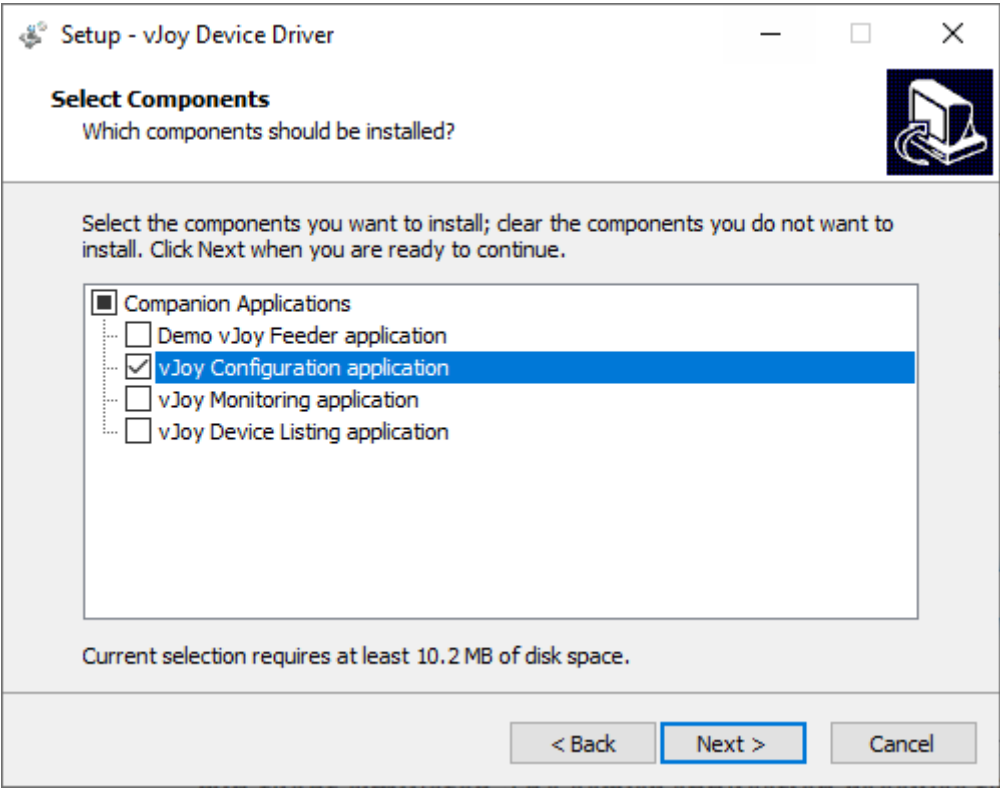 Setup - vJoy Device Driver
Select Components
Which components should be installed?
Select the components you want to install; clear the components you do not want to
install. Click Next when you are ready to continue.
Companion Applications
Demo vJoy Feeder application
vJoy Configuration application
vJoy Monitoring application
vJoy Device Listing application
Current selection requires at least 10.2 MB of disk space.
< Back Next > Cancel